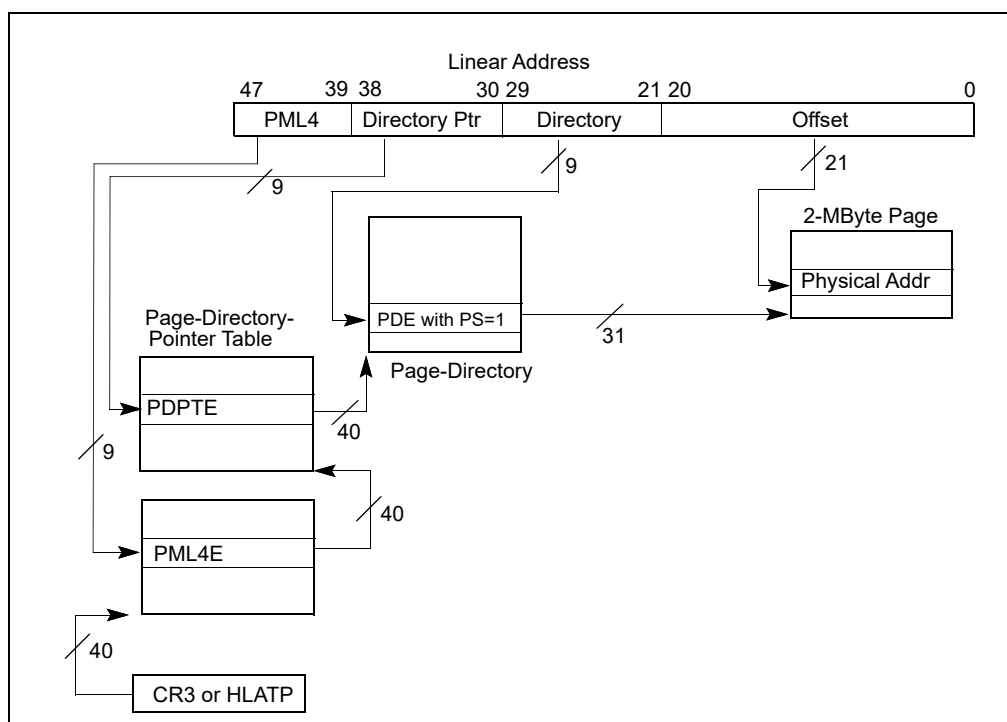 Linear Address
47 39 38 30 29 21 20 0
PML4 Directory Ptr Directory Offset
9 9 21
2-MByte Page
Physical Addr
PDE with PS=1
31
Page-Directory-
Pointer Table
Page-Directory
PDPTE
40
9
40
PML4E
40
CR3 or HLATP